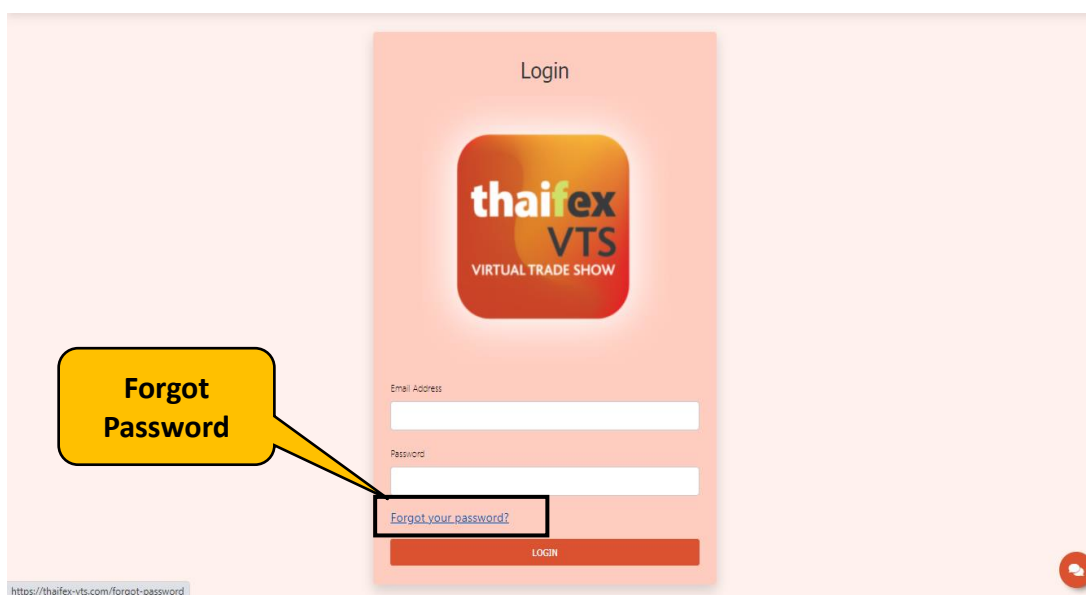 Login
thaifex
VTS
VIRTUAL TRADE SHOW
Forgot
Password
Email Address
Password
Forgot your password?
LOGIN
https://thaifex-vts.com/forgot-password